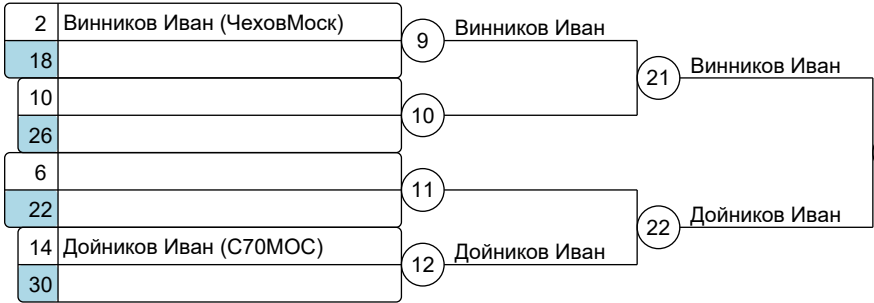 2 Винников Иван (ЧеховМоск)
9 Винников Иван
18
21 Винников Иван
10
10
26
6
11
22
22 Дойников Иван
14 Дойников Иван (С70МОС)
12 Дойников Иван
30